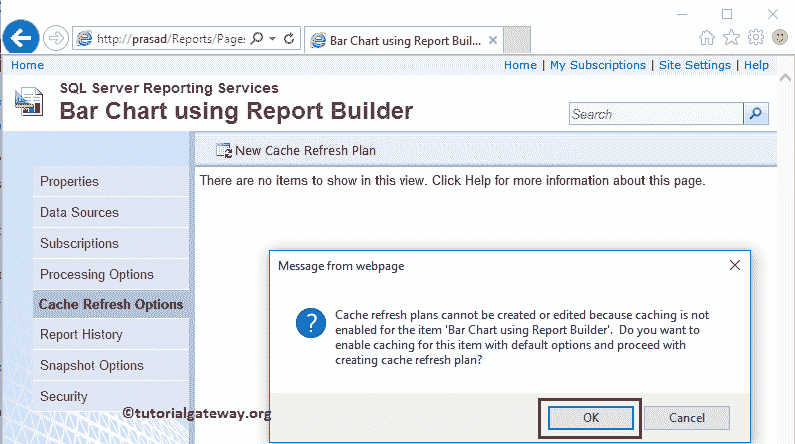 http://prasad/Reports/Page:
Bar Chart using Report Buil...
Home
Home | My Subscriptions | Site Settings | Help
SQL Server Reporting Services
Bar Chart using Report Builder
Search
New Cache Refresh Plan
There are no items to show in this view. Click Help for more information about this page.
Properties
Data Sources
Subscriptions
Processing Options
Cache Refresh Options
Report History
Snapshot Options
Security
Message from webpage
Cache refresh plans cannot be created or edited because caching is not
enabled for the item 'Bar Chart using Report Builder'.  Do you want to
enable caching for this item with default options and proceed with
creating cache refresh plan?
OK
Cancel
©tutorialgateway.org